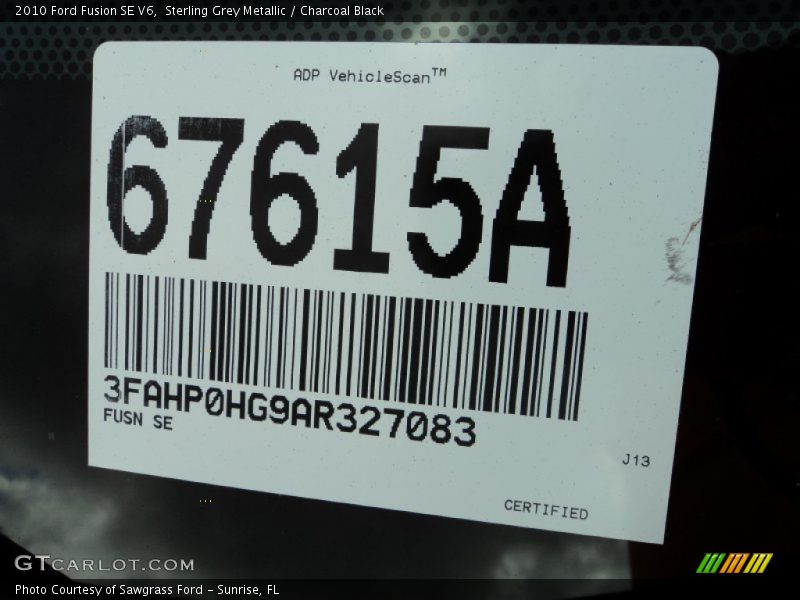 2010 Ford Fusion SE V6,  Sterling Grey Metallic / Charcoal Black
ADP VehicleScan™
67615A
3FAHP0HG9AR327083
FUSN SE
J13
CERTIFIED
GTCARLOT.COM
Photo Courtesy of Sawgrass Ford – Sunrise, FL